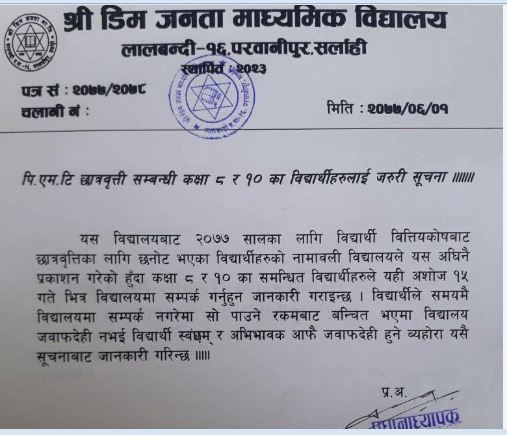 श्री डिम जनता माध्यमिक विद्यालय
लालबन्दी-१६,परवानीपुर,सर्लाही
स्थापित : २०२३
पत्र सं : २०७७/२०७८
चलानी नं :
मिति : २०७७/०६/०१
पि.एम.टि छात्रवृत्ती सम्बन्धी कक्षा ८ र १० का विद्यार्थीहरुलाई जरुरी सूचना ॥॥॥
यस विद्यालयबाट २०७७ सालका लागि विद्यार्थी वित्तियकोषबाट
छात्रवृत्तिका लागि छनोट भएका विद्यार्थीहरुको नामावली विद्यालयले यस अघिनै
प्रकाशन गरेको हुँदा कक्षा ८ र १० का समन्धित विद्यार्थीहरुले यही अशोज १५
गते भित्र विद्यालयमा सम्पर्क गर्नुहुन जानकारी गराइन्छ । विद्यार्थीले समयमै
विद्यालयमा सम्पर्क नगरेमा सो पाउने रकमबाट बन्चित भएमा विद्यालय
जवाफदेही नभई विद्यार्थी स्वंयम् र अभिभावक आफै जवाफदेही हुने व्यहोरा यसै
सूचनाबाट जानकारी गरिन्छ ॥॥
प्र.अ.
प्रधानाध्यापक